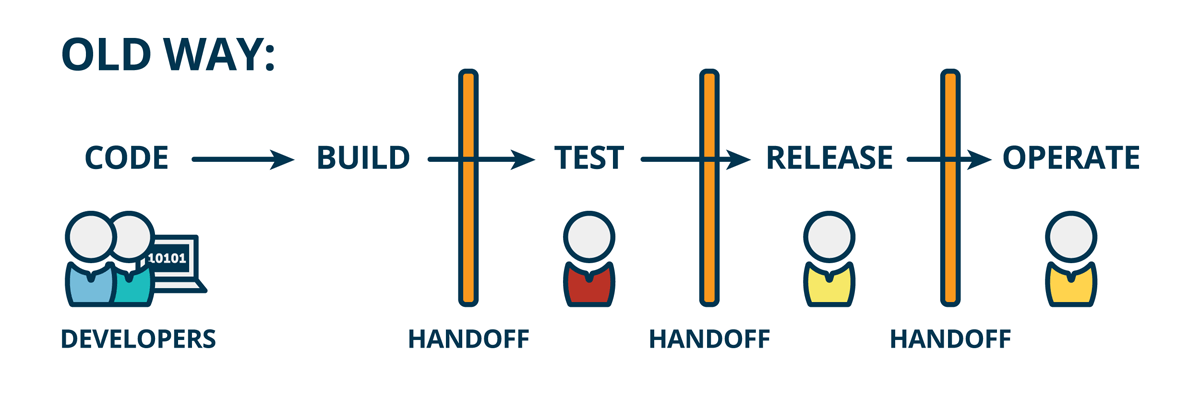 OLD WAY:
CODE BUILD TEST RELEASE OPERATE
10101
DEVELOPERS HANDOFF HANDOFF HANDOFF